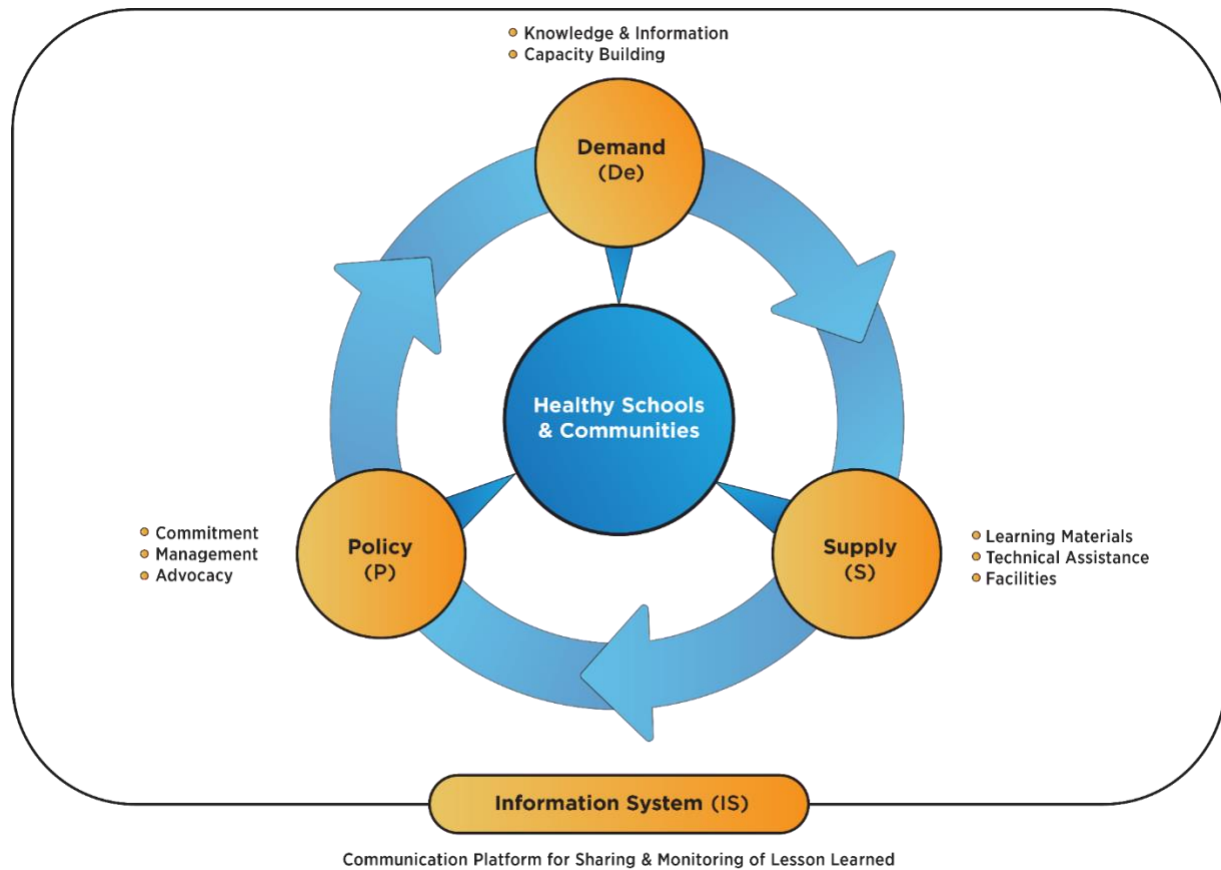 Knowledge & Information
Capacity Building
Demand
(De)
Healthy Schools
& Communities
Commitment
Management
Advocacy
Policy
(P)
Supply
(S)
Learning Materials
Technical Assistance
Facilities
Information System (IS)
Communication Platform for Sharing & Monitoring of Lesson Learned